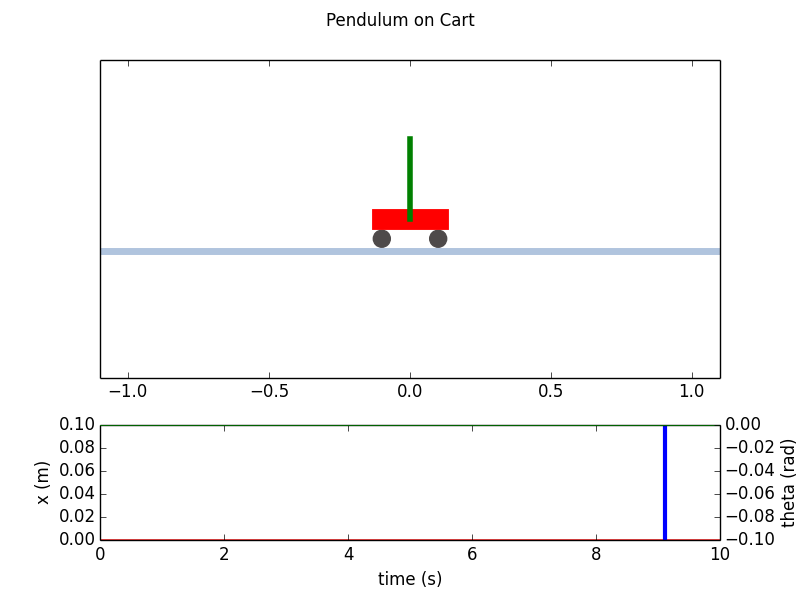 Pendulum on Cart
−1.0 −0.5 0.0 0.5 1.0
0.10 0.00
0.08 −0.02
0.06 −0.04
0.04 −0.06
0.02 −0.08
0.00 −0.10
x (m)
theta (rad)
0 2 4 6 8 10
time (s)